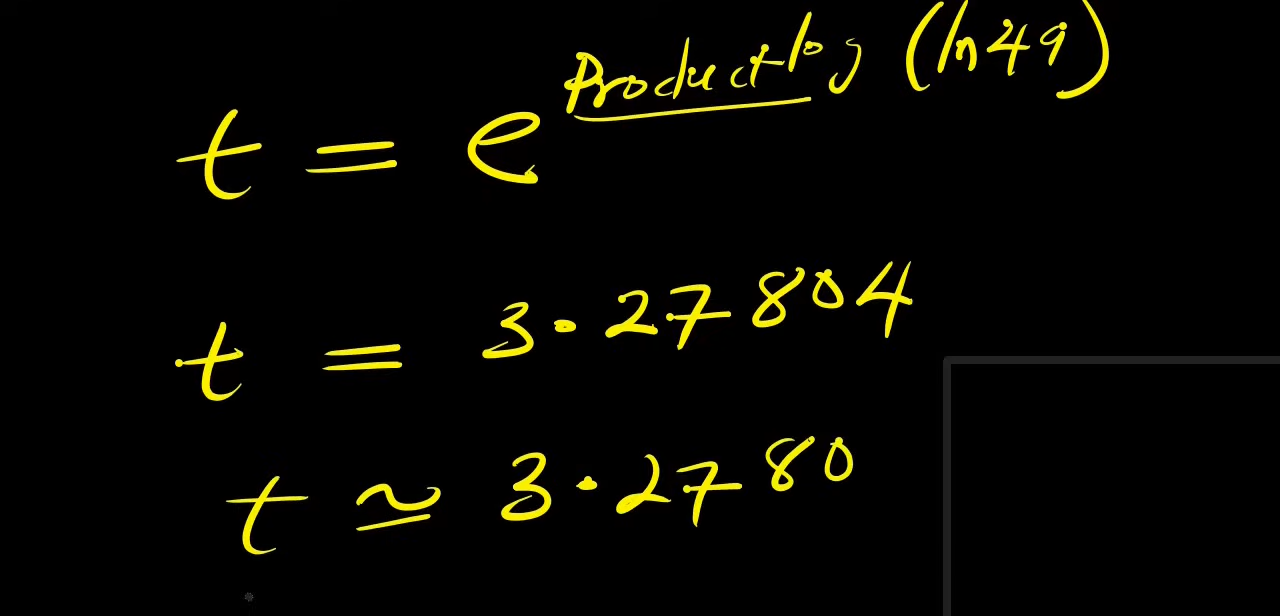 t = e^Productlog (ln49)
t = 3.27804
t ≃ 3.2780